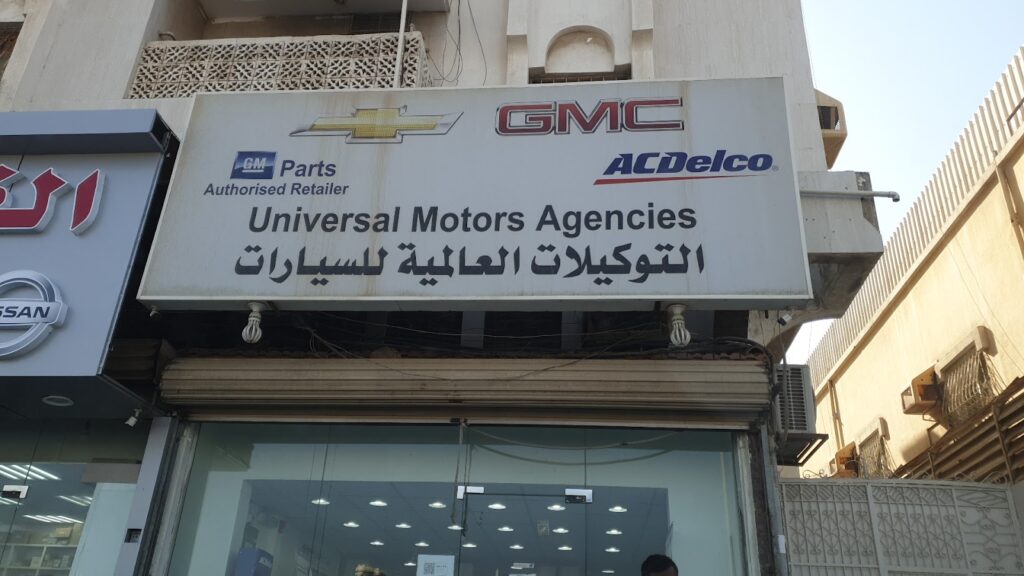 GMC
GM Parts
Authorised Retailer
ACDelco
Universal Motors Agencies
التوكيلات العالمية للسيارات